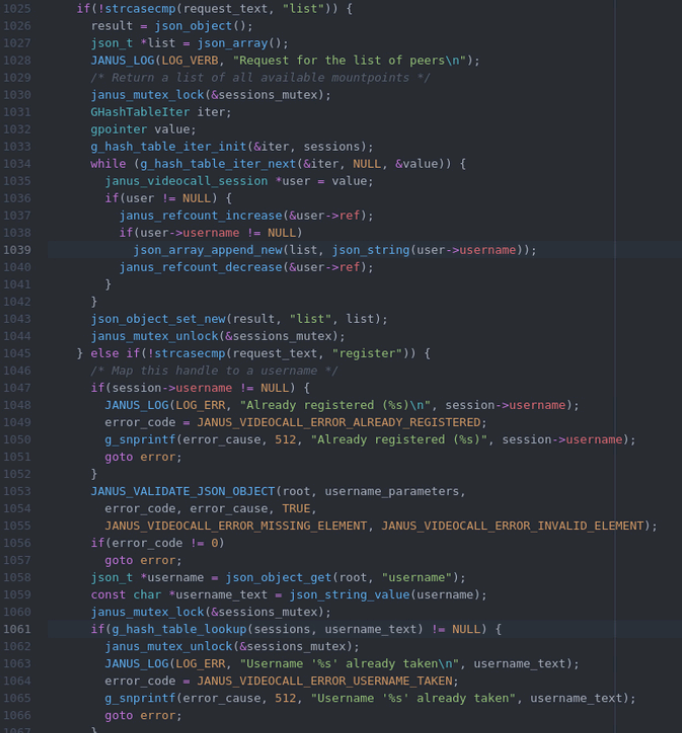 1025 if(!strcasecmp(request_text, "list")) {
1026 result = json_object();
1027 json_t *list = json_array();
1028 JANUS_LOG(LOG_VERB, "Request for the list of peers\n");
1029 /* Return a list of all available mountpoints */
1030 janus_mutex_lock(&sessions_mutex);
1031 GHashTableIter iter;
1032 gpointer value;
1033 g_hash_table_iter_init(&iter, sessions);
1034 while (g_hash_table_iter_next(&iter, NULL, &value)) {
1035 janus_videocall_session *user = value;
1036 if(user != NULL) {
1037 janus_refcount_increase(&user->ref);
1038 if(user->username != NULL)
1039 json_array_append_new(list, json_string(user->username));
1040 janus_refcount_decrease(&user->ref);
1041 }
1042 }
1043 json_object_set_new(result, "list", list);
1044 janus_mutex_unlock(&sessions_mutex);
1045 } else if(!strcasecmp(request_text, "register")) {
1046 /* Map this handle to a username */
1047 if(session->username != NULL) {
1048 JANUS_LOG(LOG_ERR, "Already registered (%s)\n", session->username);
1049 error_code = JANUS_VIDEOCALL_ERROR_ALREADY_REGISTERED;
1050 g_snprintf(error_cause, 512, "Already registered (%s)", session->username);
1051 goto error;
1052 }
1053 JANUS_VALIDATE_JSON_OBJECT(root, username_parameters,
1054 error_code, error_cause, TRUE,
1055 JANUS_VIDEOCALL_ERROR_MISSING_ELEMENT, JANUS_VIDEOCALL_ERROR_INVALID_ELEMENT);
1056 if(error_code != 0)
1057 goto error;
1058 json_t *username = json_object_get(root, "username");
1059 const char *username_text = json_string_value(username);
1060 janus_mutex_lock(&sessions_mutex);
1061 if(g_hash_table_lookup(sessions, username_text) != NULL) {
1062 janus_mutex_unlock(&sessions_mutex);
1063 JANUS_LOG(LOG_ERR, "Username '%s' already taken\n", username_text);
1064 error_code = JANUS_VIDEOCALL_ERROR_USERNAME_TAKEN;
1065 g_snprintf(error_cause, 512, "Username '%s' already taken", username_text);
1066 goto error;
1067 }